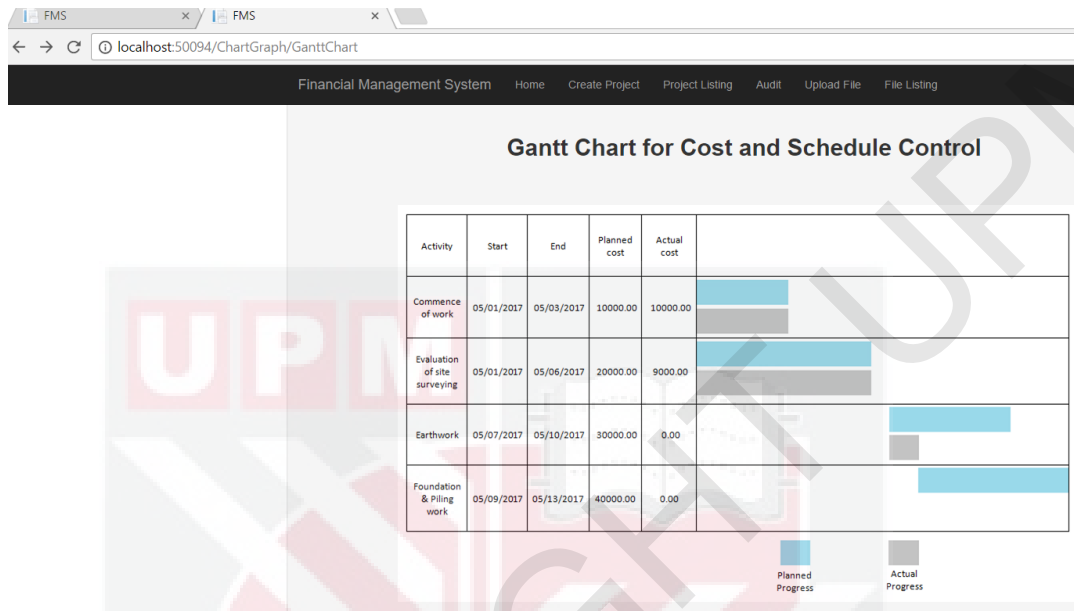 FMS
FMS
localhost:50094/ChartGraph/GanttChart
Financial Management System Home Create Project Project Listing Audit Upload File File Listing
Gantt Chart for Cost and Schedule Control
Activity Start End Planned cost Actual cost
Commence of work 05/01/2017 05/03/2017 10000.00 10000.00
Evaluation of site surveying 05/01/2017 05/06/2017 20000.00 9000.00
Earthwork 05/07/2017 05/10/2017 30000.00 0.00
Foundation & Piling work 05/09/2017 05/13/2017 40000.00 0.00
Planned Progress
Actual Progress
UPM
GHT UPM